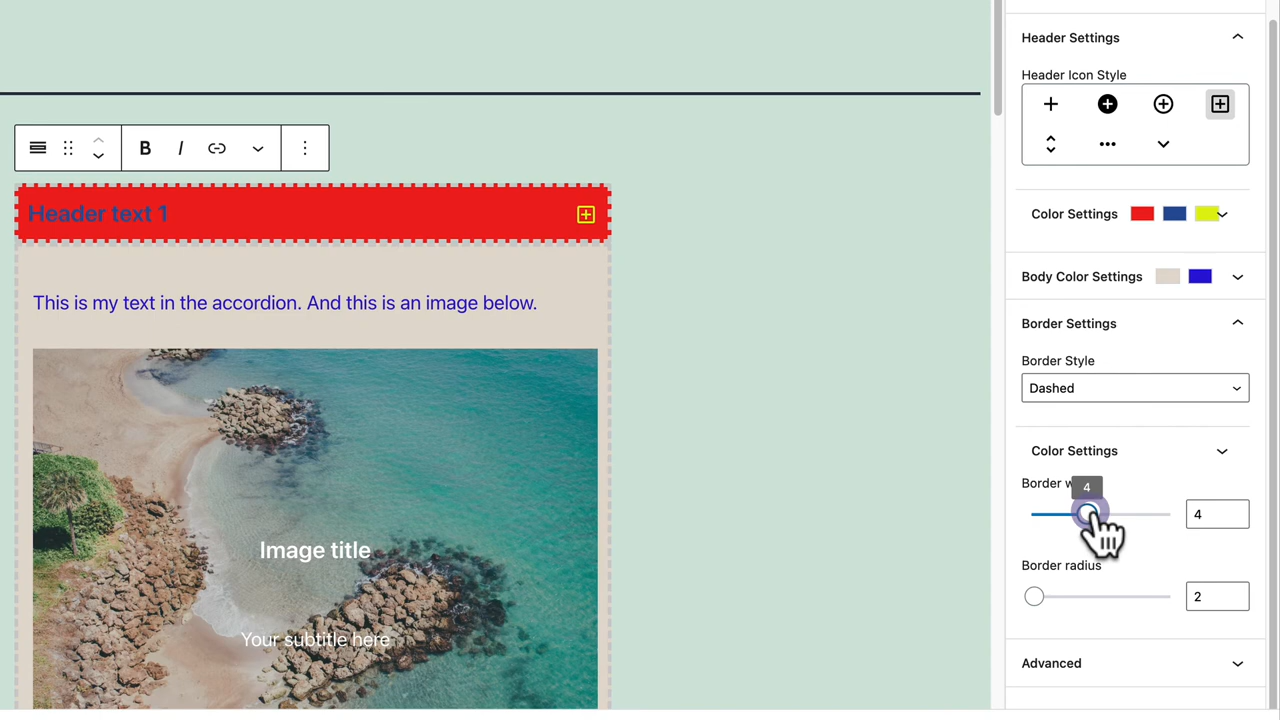 Header Settings
Header Icon Style
B I
Header text 1
Color Settings
This is my text in the accordion. And this is an image below.
Body Color Settings
Border Settings
Border Style
Dashed
Image title
Your subtitle here
Color Settings
Border w
4
4
Border radius
2
Advanced